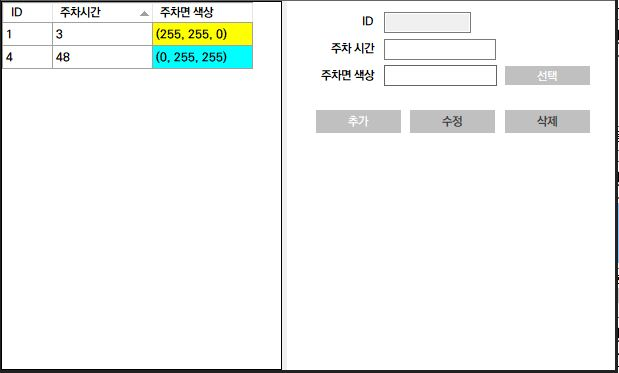 ID 주차시간 주차면 색상
1 3 (255, 255, 0)
4 48 (0, 255, 255)
ID
주차 시간
주차면 색상 선택
추가 수정 삭제